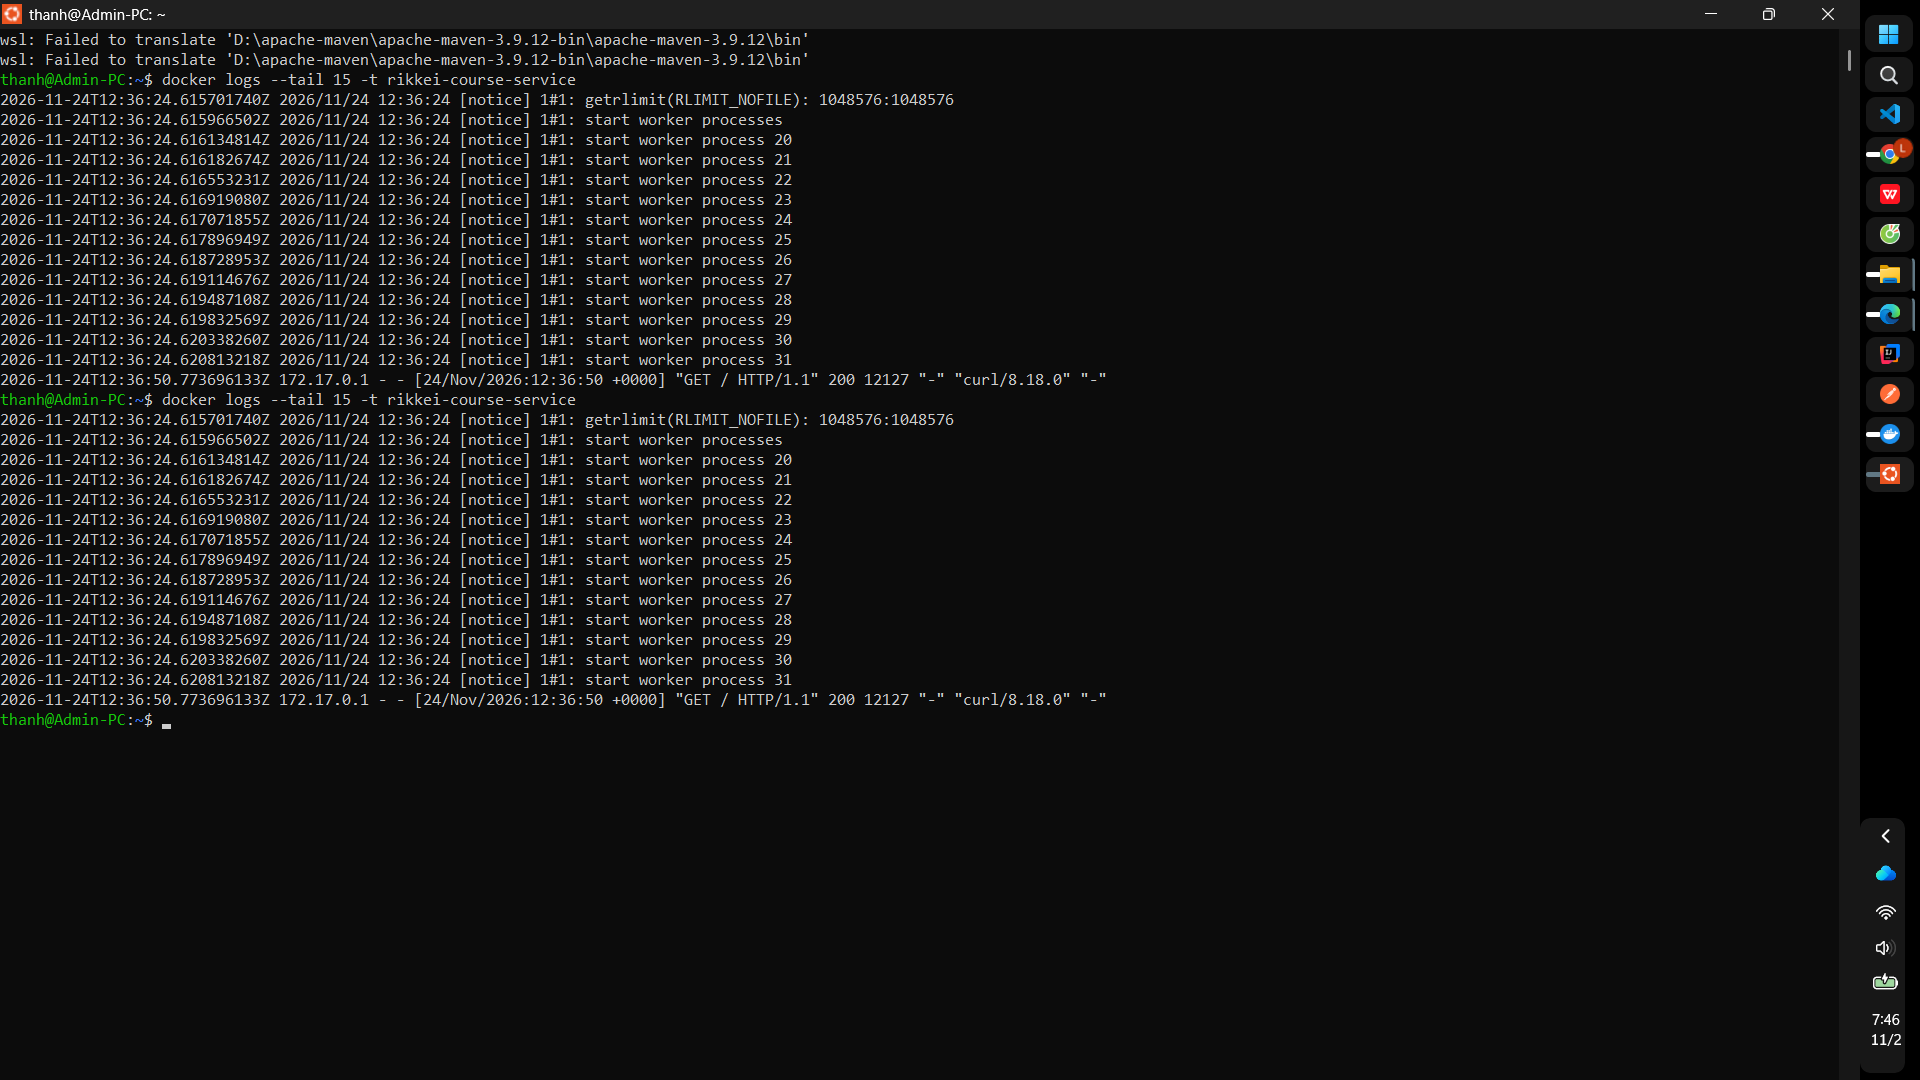 thanh@Admin-PC: ~
wsl: Failed to translate 'D:\apache-maven\apache-maven-3.9.12-bin\apache-maven-3.9.12\bin'
wsl: Failed to translate 'D:\apache-maven\apache-maven-3.9.12-bin\apache-maven-3.9.12\bin'
thanh@Admin-PC:~$ docker logs --tail 15 -t rikkei-course-service
2026-11-24T12:36:24.615701740Z 2026/11/24 12:36:24 [notice] 1#1: getrlimit(RLIMIT_NOFILE): 1048576:1048576
2026-11-24T12:36:24.615966502Z 2026/11/24 12:36:24 [notice] 1#1: start worker processes
2026-11-24T12:36:24.616134814Z 2026/11/24 12:36:24 [notice] 1#1: start worker process 20
2026-11-24T12:36:24.616182674Z 2026/11/24 12:36:24 [notice] 1#1: start worker process 21
2026-11-24T12:36:24.616553231Z 2026/11/24 12:36:24 [notice] 1#1: start worker process 22
2026-11-24T12:36:24.616919080Z 2026/11/24 12:36:24 [notice] 1#1: start worker process 23
2026-11-24T12:36:24.617071855Z 2026/11/24 12:36:24 [notice] 1#1: start worker process 24
2026-11-24T12:36:24.617896949Z 2026/11/24 12:36:24 [notice] 1#1: start worker process 25
2026-11-24T12:36:24.618728953Z 2026/11/24 12:36:24 [notice] 1#1: start worker process 26
2026-11-24T12:36:24.619114676Z 2026/11/24 12:36:24 [notice] 1#1: start worker process 27
2026-11-24T12:36:24.619487108Z 2026/11/24 12:36:24 [notice] 1#1: start worker process 28
2026-11-24T12:36:24.619832569Z 2026/11/24 12:36:24 [notice] 1#1: start worker process 29
2026-11-24T12:36:24.620338260Z 2026/11/24 12:36:24 [notice] 1#1: start worker process 30
2026-11-24T12:36:24.620813218Z 2026/11/24 12:36:24 [notice] 1#1: start worker process 31
2026-11-24T12:36:50.773696133Z 172.17.0.1 - - [24/Nov/2026:12:36:50 +0000] "GET / HTTP/1.1" 200 12127 "-" "curl/8.18.0" "-"
thanh@Admin-PC:~$ docker logs --tail 15 -t rikkei-course-service
2026-11-24T12:36:24.615701740Z 2026/11/24 12:36:24 [notice] 1#1: getrlimit(RLIMIT_NOFILE): 1048576:1048576
2026-11-24T12:36:24.615966502Z 2026/11/24 12:36:24 [notice] 1#1: start worker processes
2026-11-24T12:36:24.616134814Z 2026/11/24 12:36:24 [notice] 1#1: start worker process 20
2026-11-24T12:36:24.616182674Z 2026/11/24 12:36:24 [notice] 1#1: start worker process 21
2026-11-24T12:36:24.616553231Z 2026/11/24 12:36:24 [notice] 1#1: start worker process 22
2026-11-24T12:36:24.616919080Z 2026/11/24 12:36:24 [notice] 1#1: start worker process 23
2026-11-24T12:36:24.617071855Z 2026/11/24 12:36:24 [notice] 1#1: start worker process 24
2026-11-24T12:36:24.617896949Z 2026/11/24 12:36:24 [notice] 1#1: start worker process 25
2026-11-24T12:36:24.618728953Z 2026/11/24 12:36:24 [notice] 1#1: start worker process 26
2026-11-24T12:36:24.619114676Z 2026/11/24 12:36:24 [notice] 1#1: start worker process 27
2026-11-24T12:36:24.619487108Z 2026/11/24 12:36:24 [notice] 1#1: start worker process 28
2026-11-24T12:36:24.619832569Z 2026/11/24 12:36:24 [notice] 1#1: start worker process 29
2026-11-24T12:36:24.620338260Z 2026/11/24 12:36:24 [notice] 1#1: start worker process 30
2026-11-24T12:36:24.620813218Z 2026/11/24 12:36:24 [notice] 1#1: start worker process 31
2026-11-24T12:36:50.773696133Z 172.17.0.1 - - [24/Nov/2026:12:36:50 +0000] "GET / HTTP/1.1" 200 12127 "-" "curl/8.18.0" "-"
thanh@Admin-PC:~$
L
W
IJ
7:46
11/2